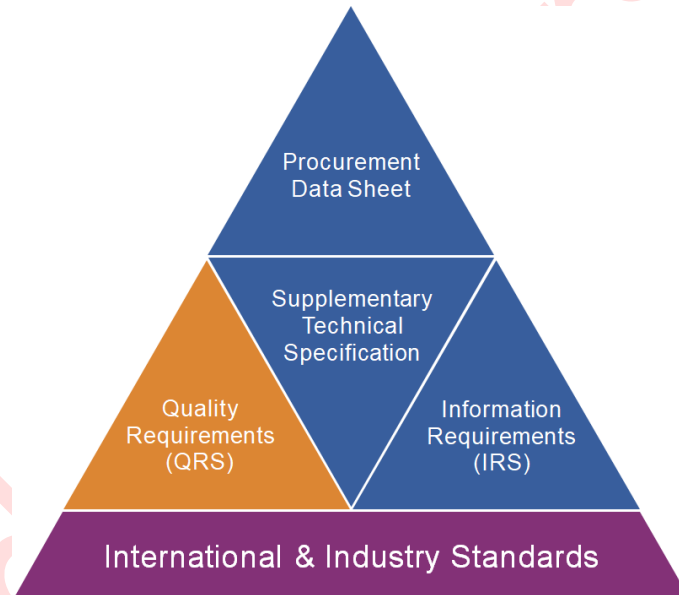 Procurement
Data Sheet
Supplementary
Technical
Specification
Quality
Requirements
(QRS)
Information
Requirements
(IRS)
International & Industry Standards